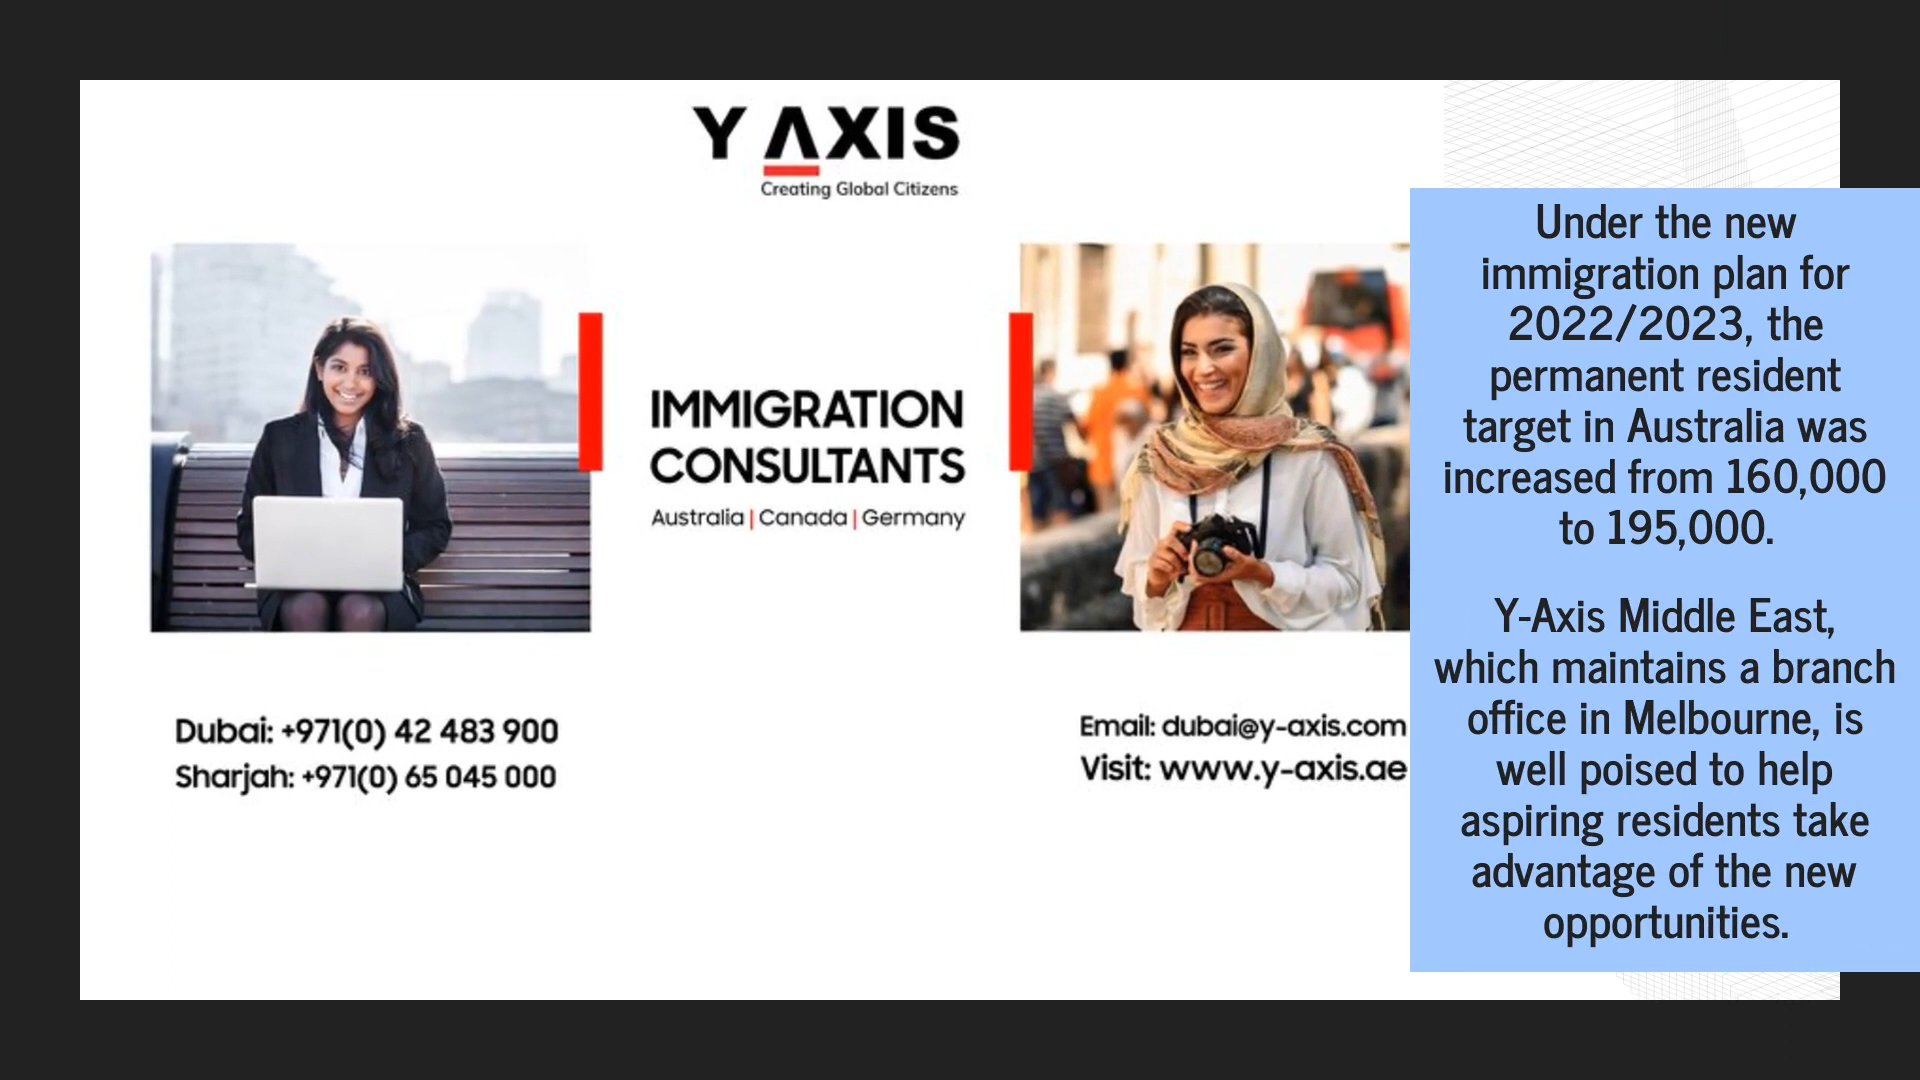 Y AXIS
Creating Global Citizens
IMMIGRATION
CONSULTANTS
Australia | Canada | Germany
Dubai: +971(0) 42 483 900
Sharjah: +971(0) 65 045 000
Email: dubai@y-axis.com
Visit: www.y-axis.ae
Under the new
immigration plan for
2022/2023, the
permanent resident
target in Australia was
increased from 160,000
to 195,000.
Y-Axis Middle East,
which maintains a branch
office in Melbourne, is
well poised to help
aspiring residents take
advantage of the new
opportunities.